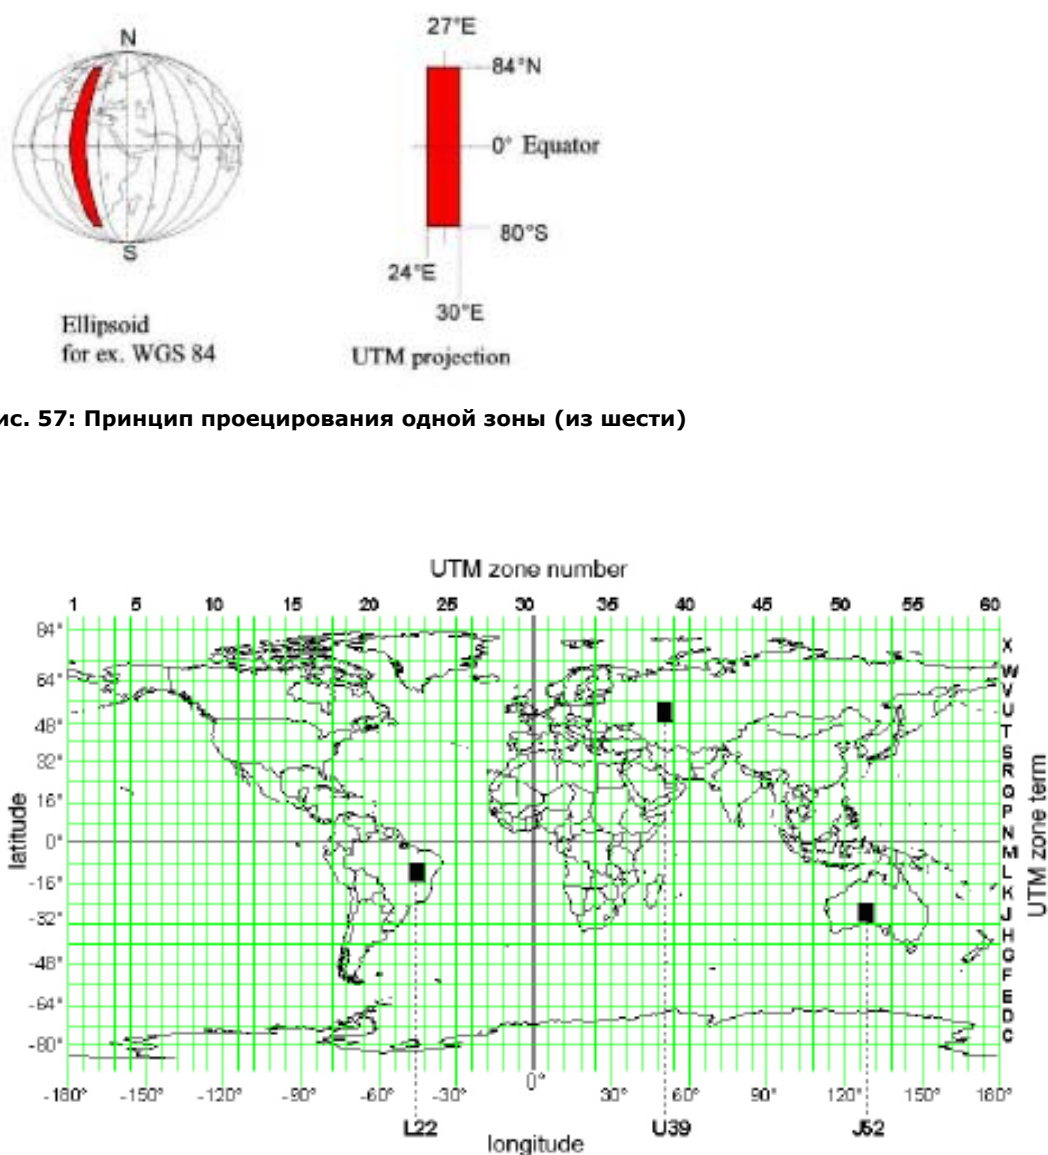 27°E
N
84°N
0° Equator
80°S
S
24°E
30°E
Ellipsoid
for ex. WGS 84
UTM projection
ис. 57: Принцип проецирования одной зоны (из шести)
UTM zone number
1 5 10 15 20 25 30 35 40 45 50 55 60
84°
X
W
64°
V
U
48°
T
S
32°
R
Q
16°
P
N
0°
M
L
-16°
K
J
-32°
H
G
-48°
F
E
-64°
D
C
-80°
latitude
UTM zone term
-180° -150° -120° -90° -60° -30° 0° 30° 60° 90° 120° 150° 180°
L22 U39 J52
longitude